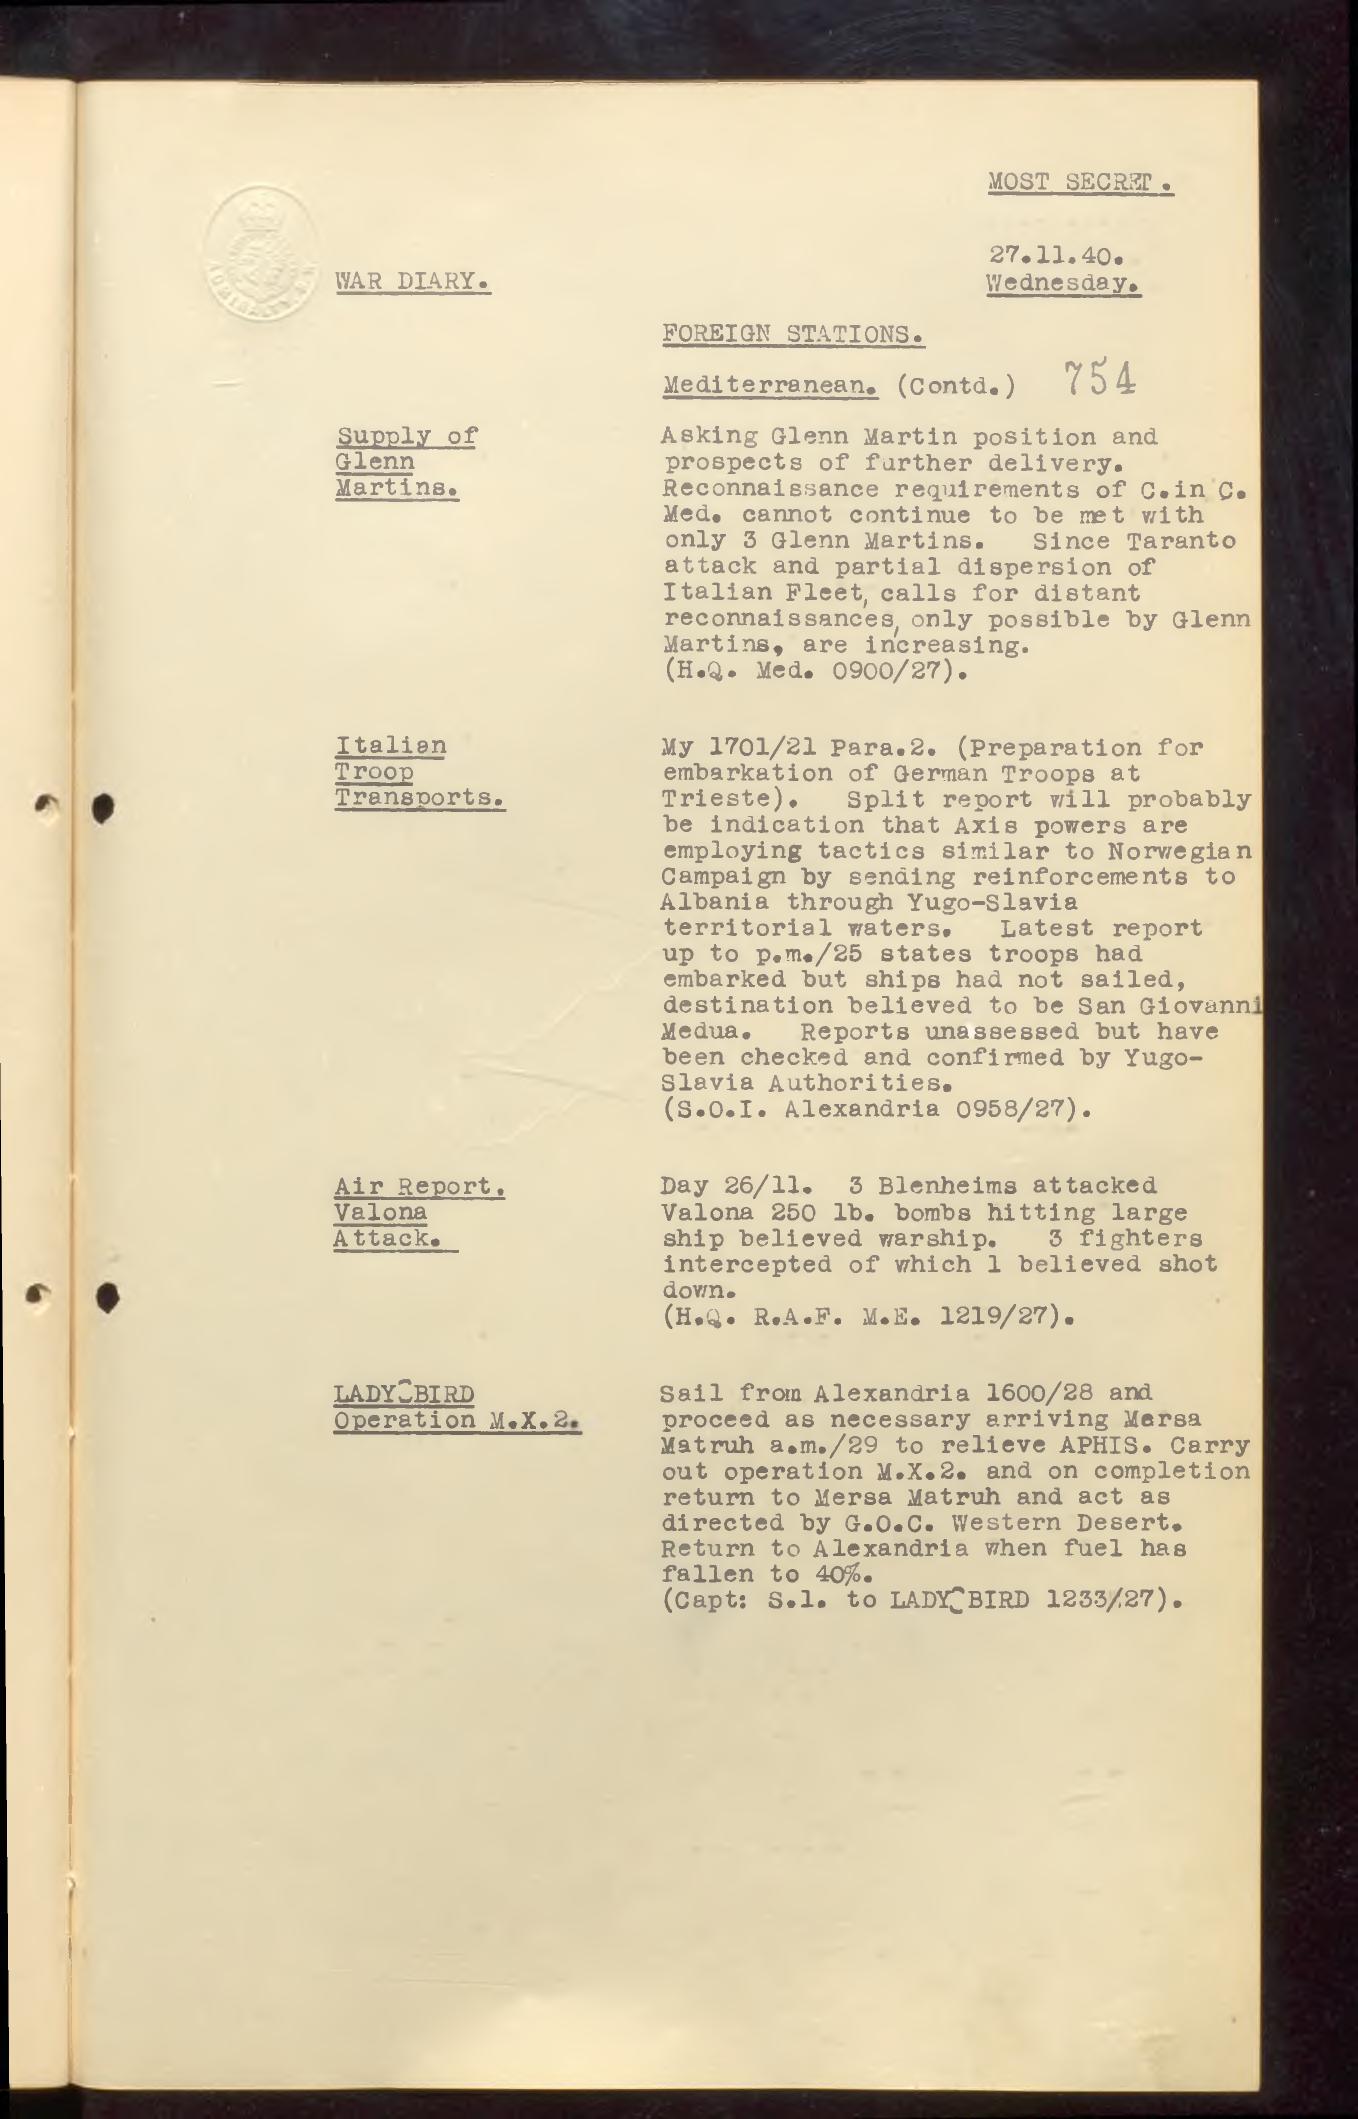 MOST SECRET.
27.11.40.
WAR DIARY.
Wednesday.
FOREIGN STATIONS.
Mediterranean. (Contd.) 754
Supply of
Glenn
Martins.
Asking Glenn Martin position and
prospects of further delivery.
Reconnaissance requirements of C.in C.
Med. cannot continue to be met with
only 3 Glenn Martins. Since Taranto
attack and partial dispersion of
Italian Fleet, calls for distant
reconnaissances, only possible by Glenn
Martins, are increasing.
(H.Q. Med. 0900/27).
Italian
Troop
Transports.
My 1701/21 Para.2. (Preparation for
embarkation of German Troops at
Trieste). Split report will probably
be indication that Axis powers are
employing tactics similar to Norwegian
Campaign by sending reinforcements to
Albania through Yugo-Slavia
territorial waters. Latest report
up to p.m./25 states troops had
embarked but ships had not sailed,
destination believed to be San Giovanni
Medua. Reports unassessed but have
been checked and confirmed by Yugo-
Slavia Authorities.
(S.O.I. Alexandria 0958/27).
Air Report.
Valona
Attack.
Day 26/11. 3 Blenheims attacked
Valona 250 lb. bombs hitting large
ship believed warship. 3 fighters
intercepted of which 1 believed shot
down.
(H.Q. R.A.F. M.E. 1219/27).
LADY BIRD
Operation M.X.2.
Sail from Alexandria 1600/28 and
proceed as necessary arriving Mersa
Matruh a.m./29 to relieve APHIS. Carry
out operation M.X.2. and on completion
return to Mersa Matruh and act as
directed by G.O.C. Western Desert.
Return to Alexandria when fuel has
fallen to 40%.
(Capt: S.1. to LADY BIRD 1233/27).